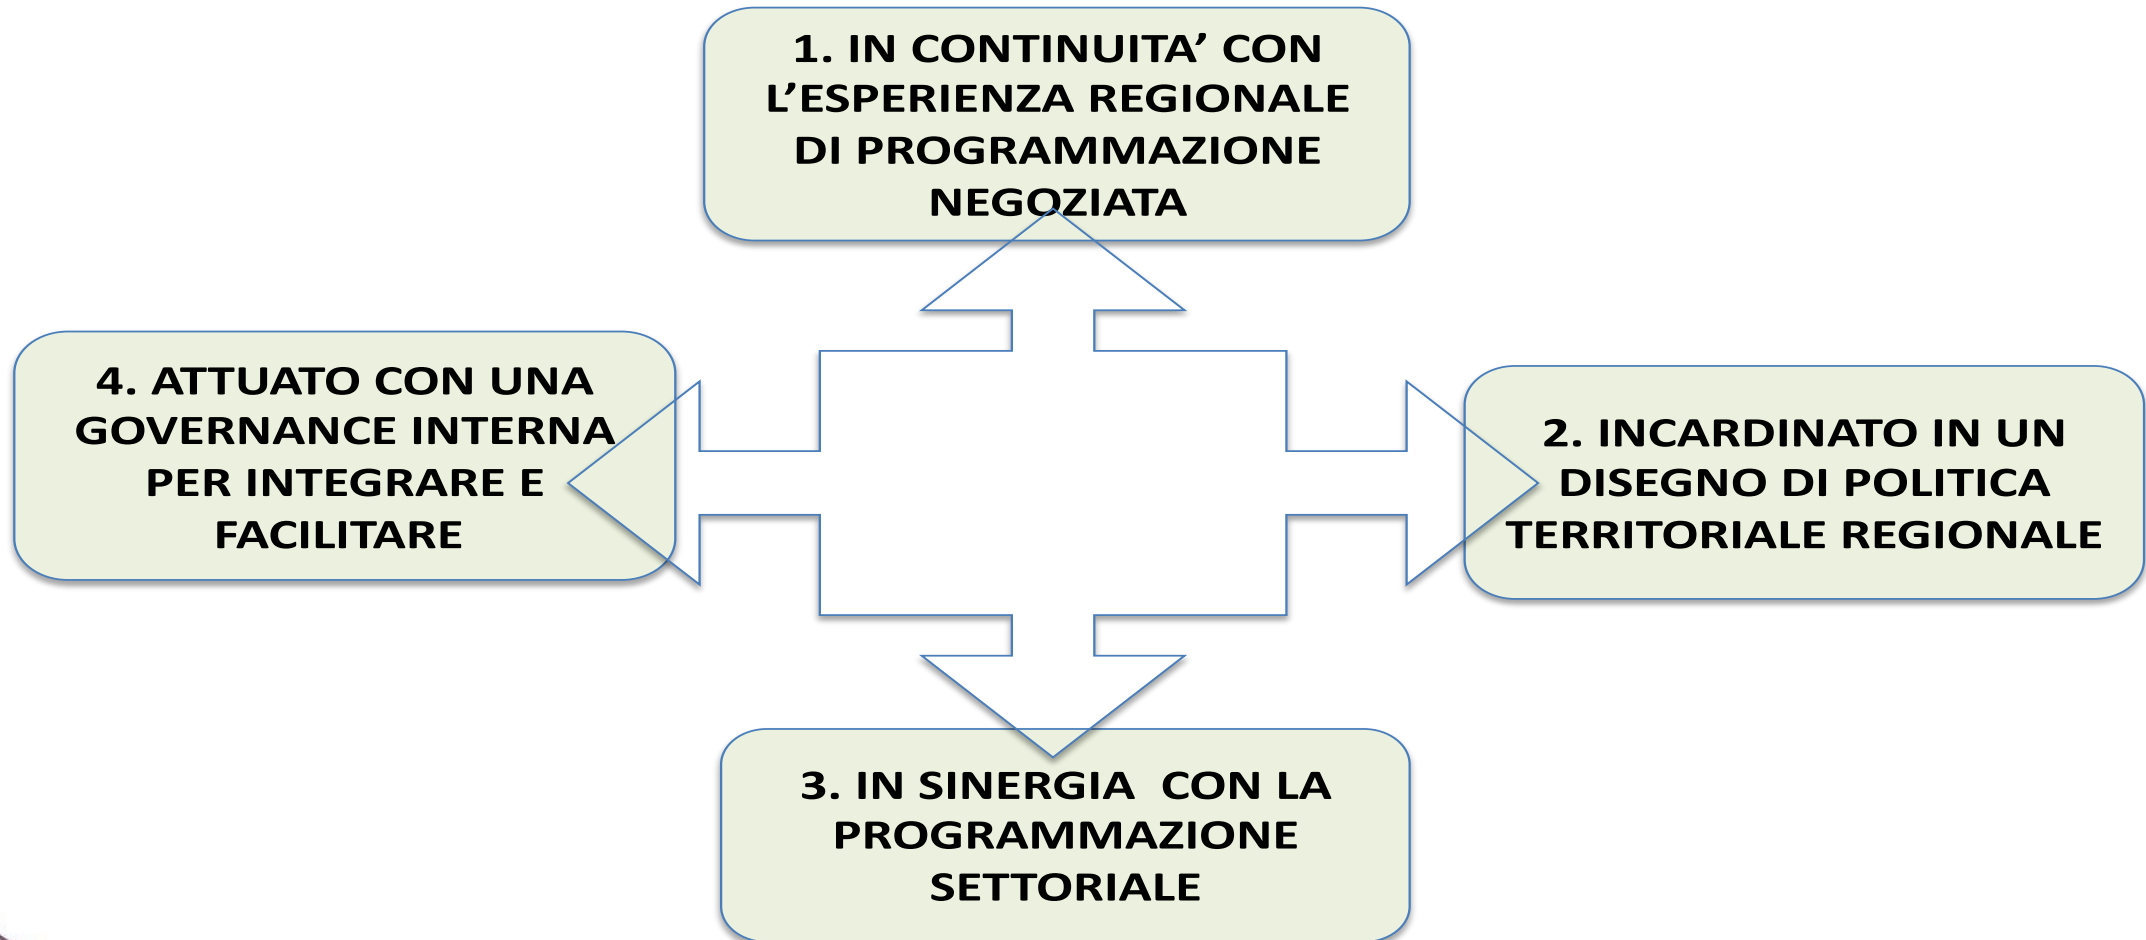 1. IN CONTINUITA’ CON
L’ESPERIENZA REGIONALE
DI PROGRAMMAZIONE
NEGOZIATA
2. INCARDINATO IN UN
DISEGNO DI POLITICA
TERRITORIALE REGIONALE
3. IN SINERGIA  CON LA
PROGRAMMAZIONE
SETTORIALE
4. ATTUATO CON UNA
GOVERNANCE INTERNA
PER INTEGRARE E
FACILITARE